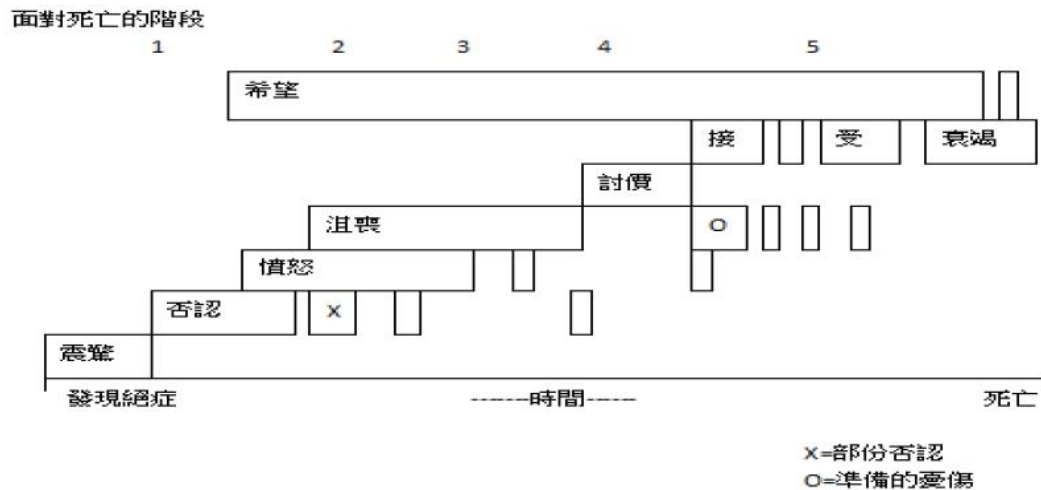 面對死亡的階段
1 2 3 4 5
希望
接 受 衰竭
討價
沮喪 O
憤怒
否認 X
震驚
發現絕症 -------時間------ 死亡
X=部份否認
O=準備的憂傷